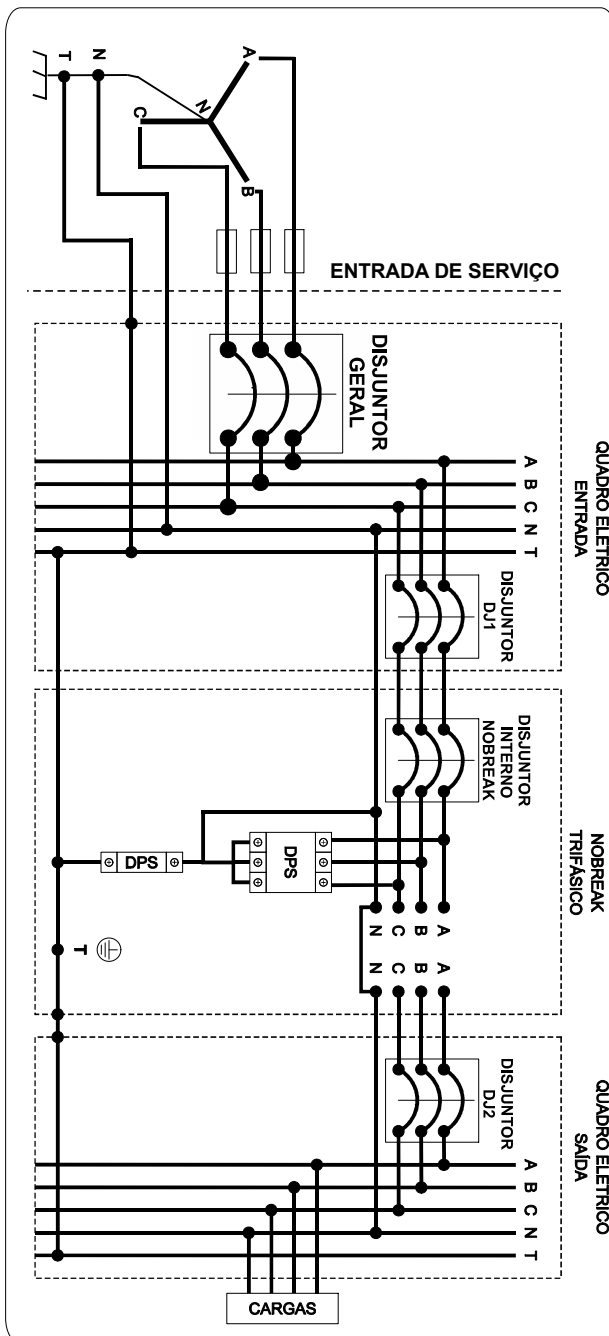 T
N
A
N
C
B
ENTRADA DE SERVIÇO
DISJUNTOR
GERAL
QUADRO ELETRICO
ENTRADA
A
B
C
N
T
DISJUNTOR
DJ1
DISJUNTOR
INTERNO
NOBREAK
NOBREAK
TRIFÁSICO
DPS
DPS
N C B A
N C B A
T
DISJUNTOR
DJ2
QUADRO ELETRICO
SAÍDA
A
B
C
N
T
CARGAS